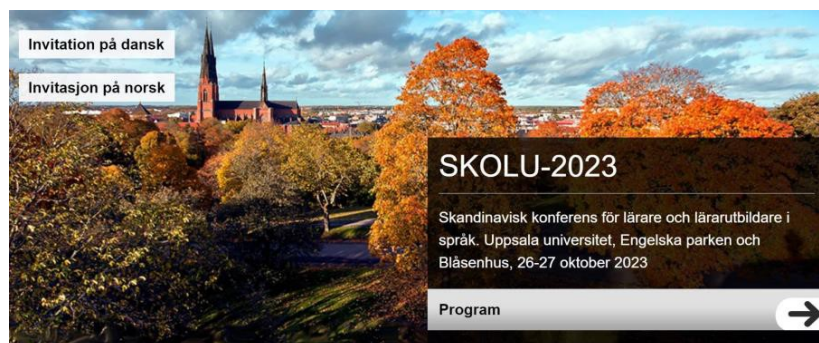 Invitation på dansk
Invitasjon på norsk
SKOLU-2023
Skandinavisk konferens för lärare och lärarutbildare i
språk. Uppsala universitet, Engelska parken och
Blåsenhus, 26-27 oktober 2023
Program